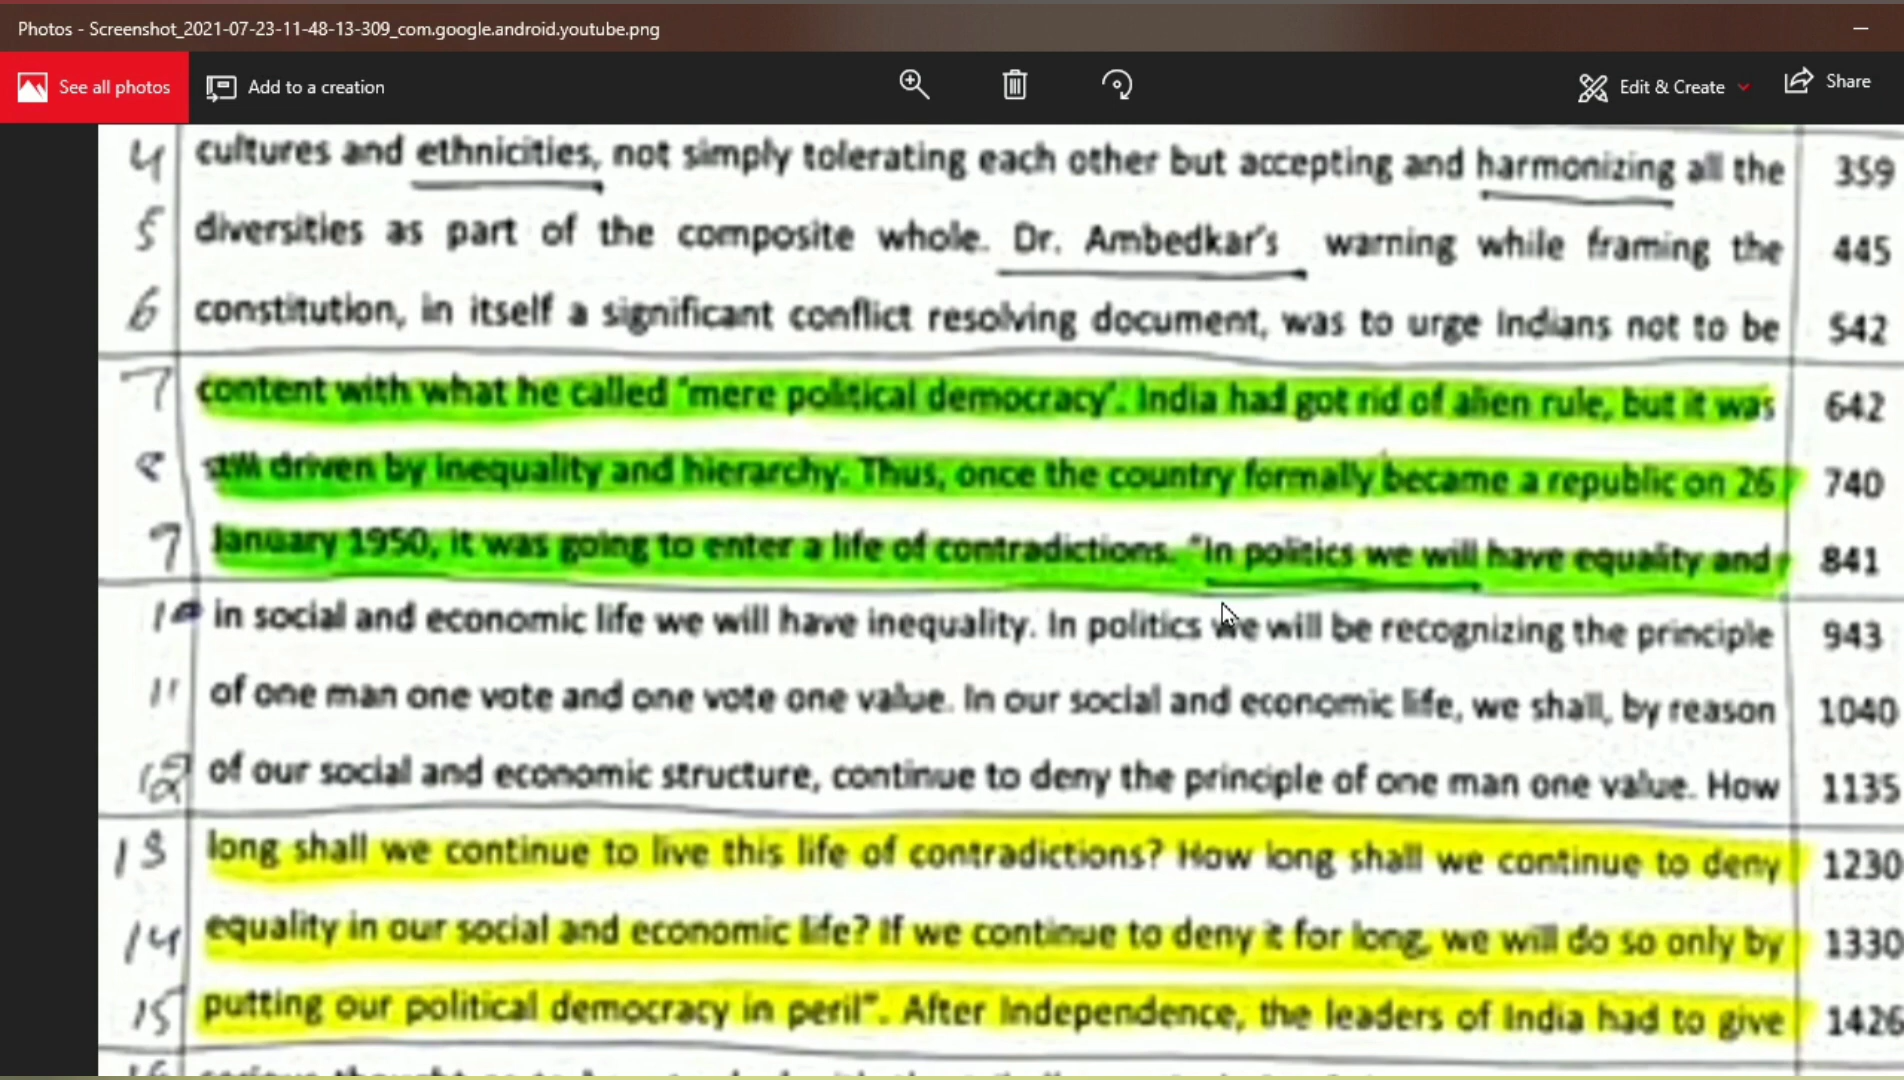 Photos - Screenshot_2021-07-23-11-48-13-309_com.google.android.youtube.png
See all photos
Add to a creation
Edit & Create
Share
4 cultures and ethnicities, not simply tolerating each other but accepting and harmonizing all the 359
5 diversities as part of the composite whole. Dr. Ambedkar's warning while framing the 445
6 constitution, in itself a significant conflict resolving document, was to urge Indians not to be 542
7 content with what he called 'mere political democracy'. India had got rid of alien rule, but it was 642
8 still driven by inequality and hierarchy. Thus, once the country formally became a republic on 26 740
9 January 1950, it was going to enter a life of contradictions. "In politics we will have equality and 841
10 in social and economic life we will have inequality. In politics we will be recognizing the principle 943
11 of one man one vote and one vote one value. In our social and economic life, we shall, by reason 1040
12 of our social and economic structure, continue to deny the principle of one man one value. How 1135
13 long shall we continue to live this life of contradictions? How long shall we continue to deny 1230
14 equality in our social and economic life? If we continue to deny it for long, we will do so only by 1330
15 putting our political democracy in peril". After Independence, the leaders of India had to give 1426